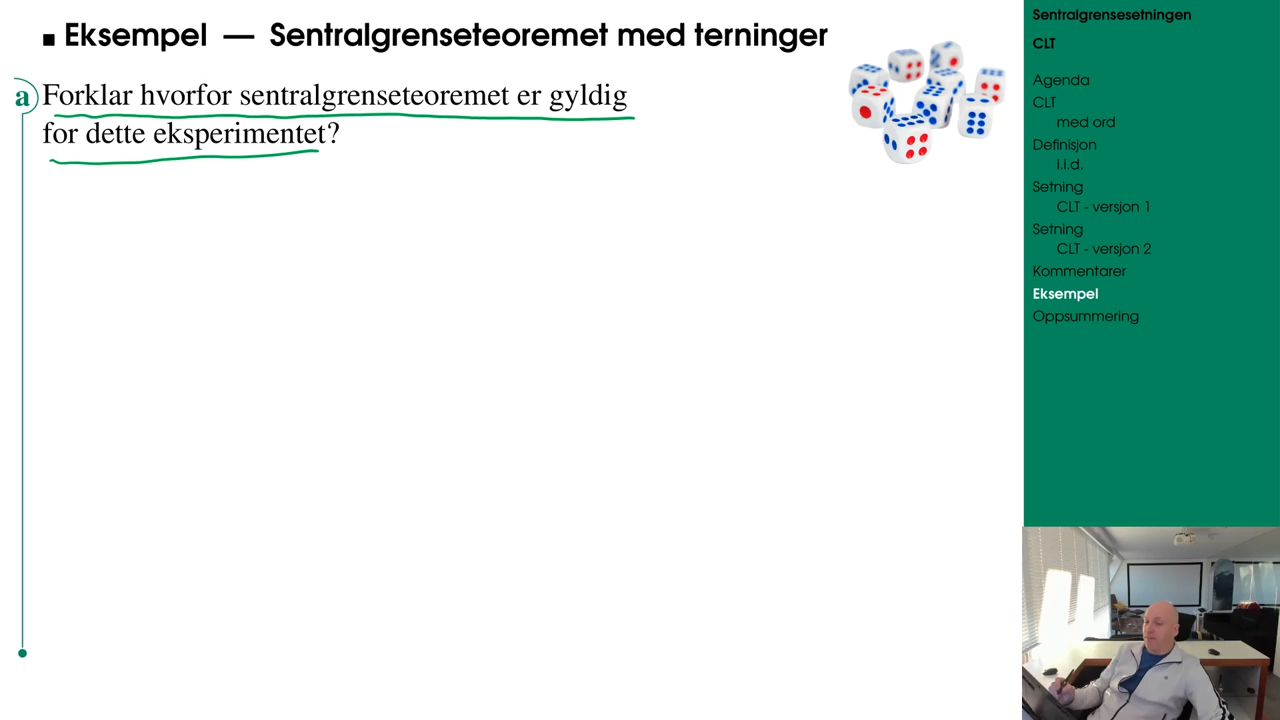 ■ Eksempel — Sentralgrenseteoremet med terninger
a Forklar hvorfor sentralgrenseteoremet er gyldig
for dette eksperimentet?
Sentralgrensesetningen
CLT
Agenda
CLT
med ord
Definisjon
i.i.d.
Setning
CLT - versjon 1
Setning
CLT - versjon 2
Kommentarer
Eksempel
Oppsummering